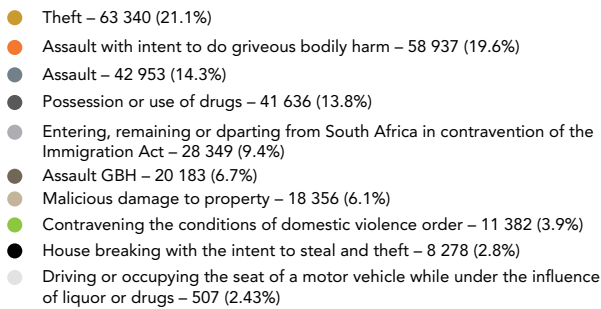 Theft – 63 340 (21.1%)
Assault with intent to do griveous bodily harm – 58 937 (19.6%)
Assault – 42 953 (14.3%)
Possession or use of drugs – 41 636 (13.8%)
Entering, remaining or dparting from South Africa in contravention of the
Immigration Act – 28 349 (9.4%)
Assault GBH – 20 183 (6.7%)
Malicious damage to property – 18 356 (6.1%)
Contravening the conditions of domestic violence order – 11 382 (3.9%)
House breaking with the intent to steal and theft – 8 278 (2.8%)
Driving or occupying the seat of a motor vehicle while under the influence
of liquor or drugs – 507 (2.43%)